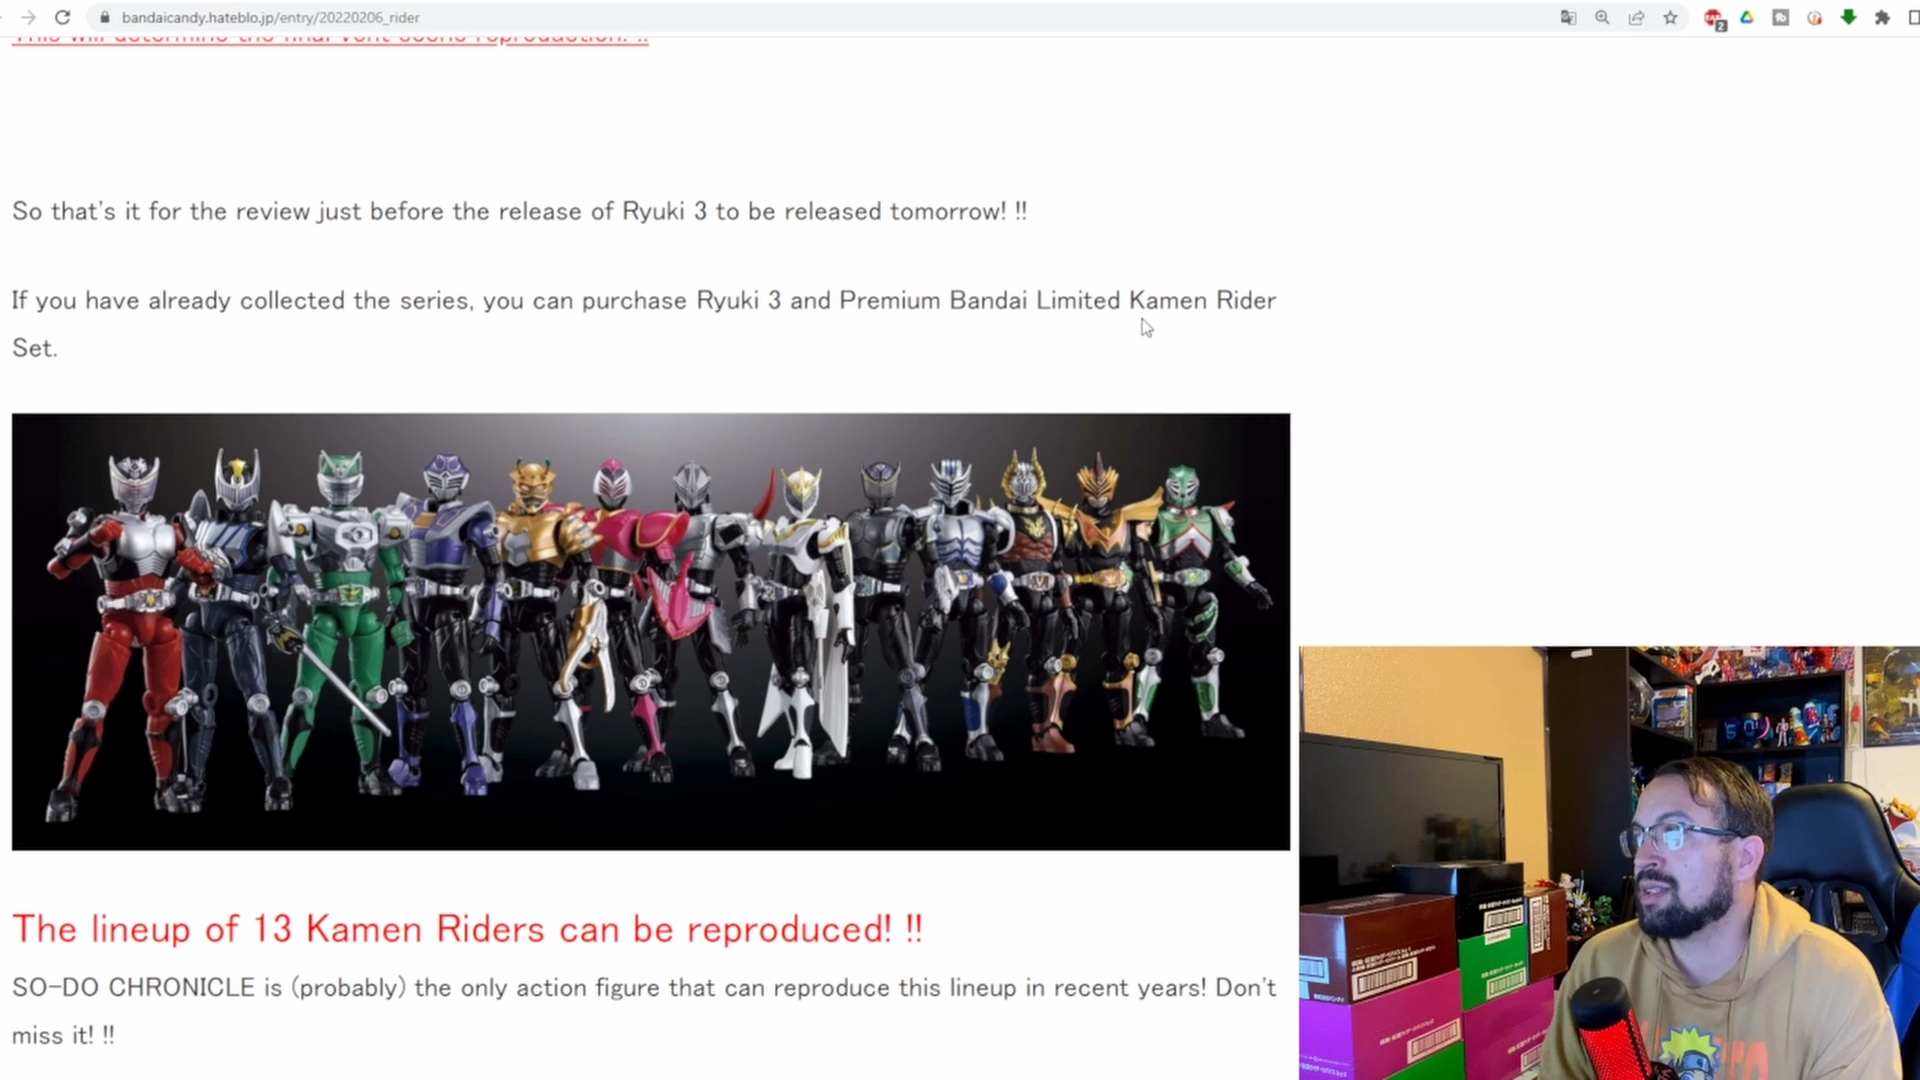 bandaicandy.hateblo.jp/entry/20220206_rider
2
This will determine the final vent scene reproduction! !!
So that's it for the review just before the release of Ryuki 3 to be released tomorrow! !!
If you have already collected the series, you can purchase Ryuki 3 and Premium Bandai Limited Kamen Rider
Set.
The lineup of 13 Kamen Riders can be reproduced! !!
SO-DO CHRONICLE is (probably) the only action figure that can reproduce this lineup in recent years! Don't
miss it! !!